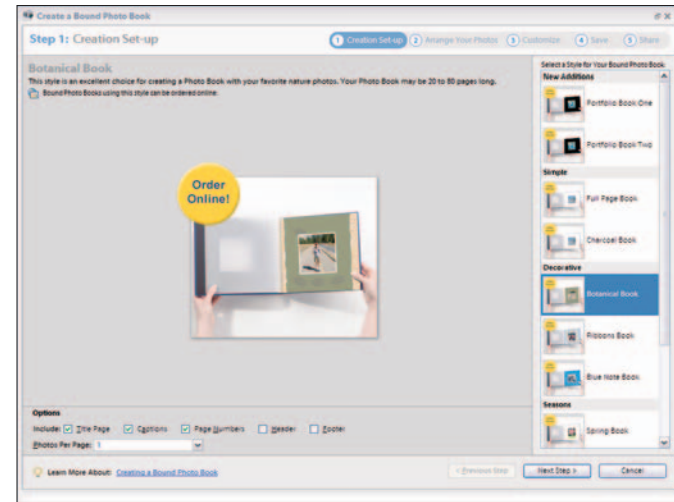 Create a Bound Photo Book
Step 1: Creation Set-up
1 Creation Set-up 2 Arrange Your Photos 3 Customize 4 Save 5 Share
Botanical Book
This style is an excellent choice for creating a Photo Book with your favorite nature photos. Your Photo Book may be 20 to 80 pages long.
Bound Photo Books using this style can be ordered online.
Order
Online!
Select a Style for Your Bound Photo Book
New Additions
Portfolio Book One
Portfolio Book Two
Simple
Full Page Book
Charcoal Book
Decorative
Botanical Book
Ribbons Book
Blue Note Book
Seasons
Spring Book
Options
Include: Title Page Captions Page Numbers Header Footer
Photos Per Page: 1
Learn More About: Creating a Bound Photo Book
< Previous Step Next Step > Cancel